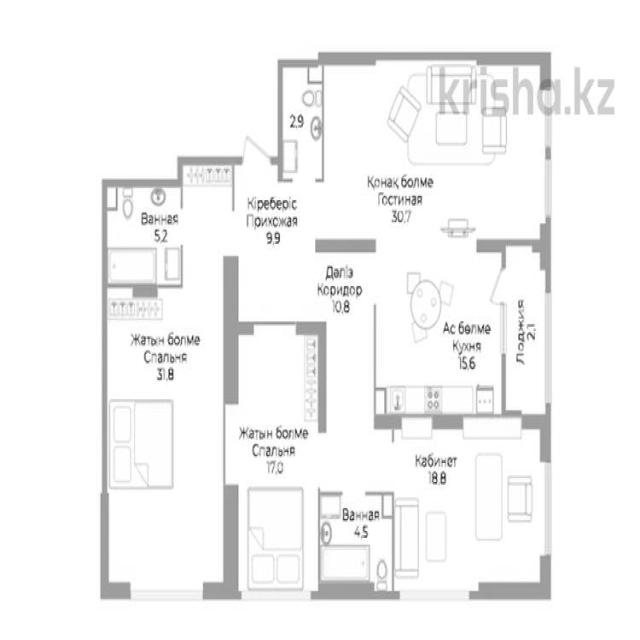 krisha.kz
2.9
Қонақ бөлме
Гостиная
30.7
Кіреберіс
Прихожая
9.9
Ванная
5.2
Дәліз
Коридор
10.8
Ас бөлме
Кухня
15.6
Лоджия
2.1
Жатын бөлме
Спальня
31.8
Жатын бөлме
Спальня
17.0
Кабинет
18.8
Ванная
4.5